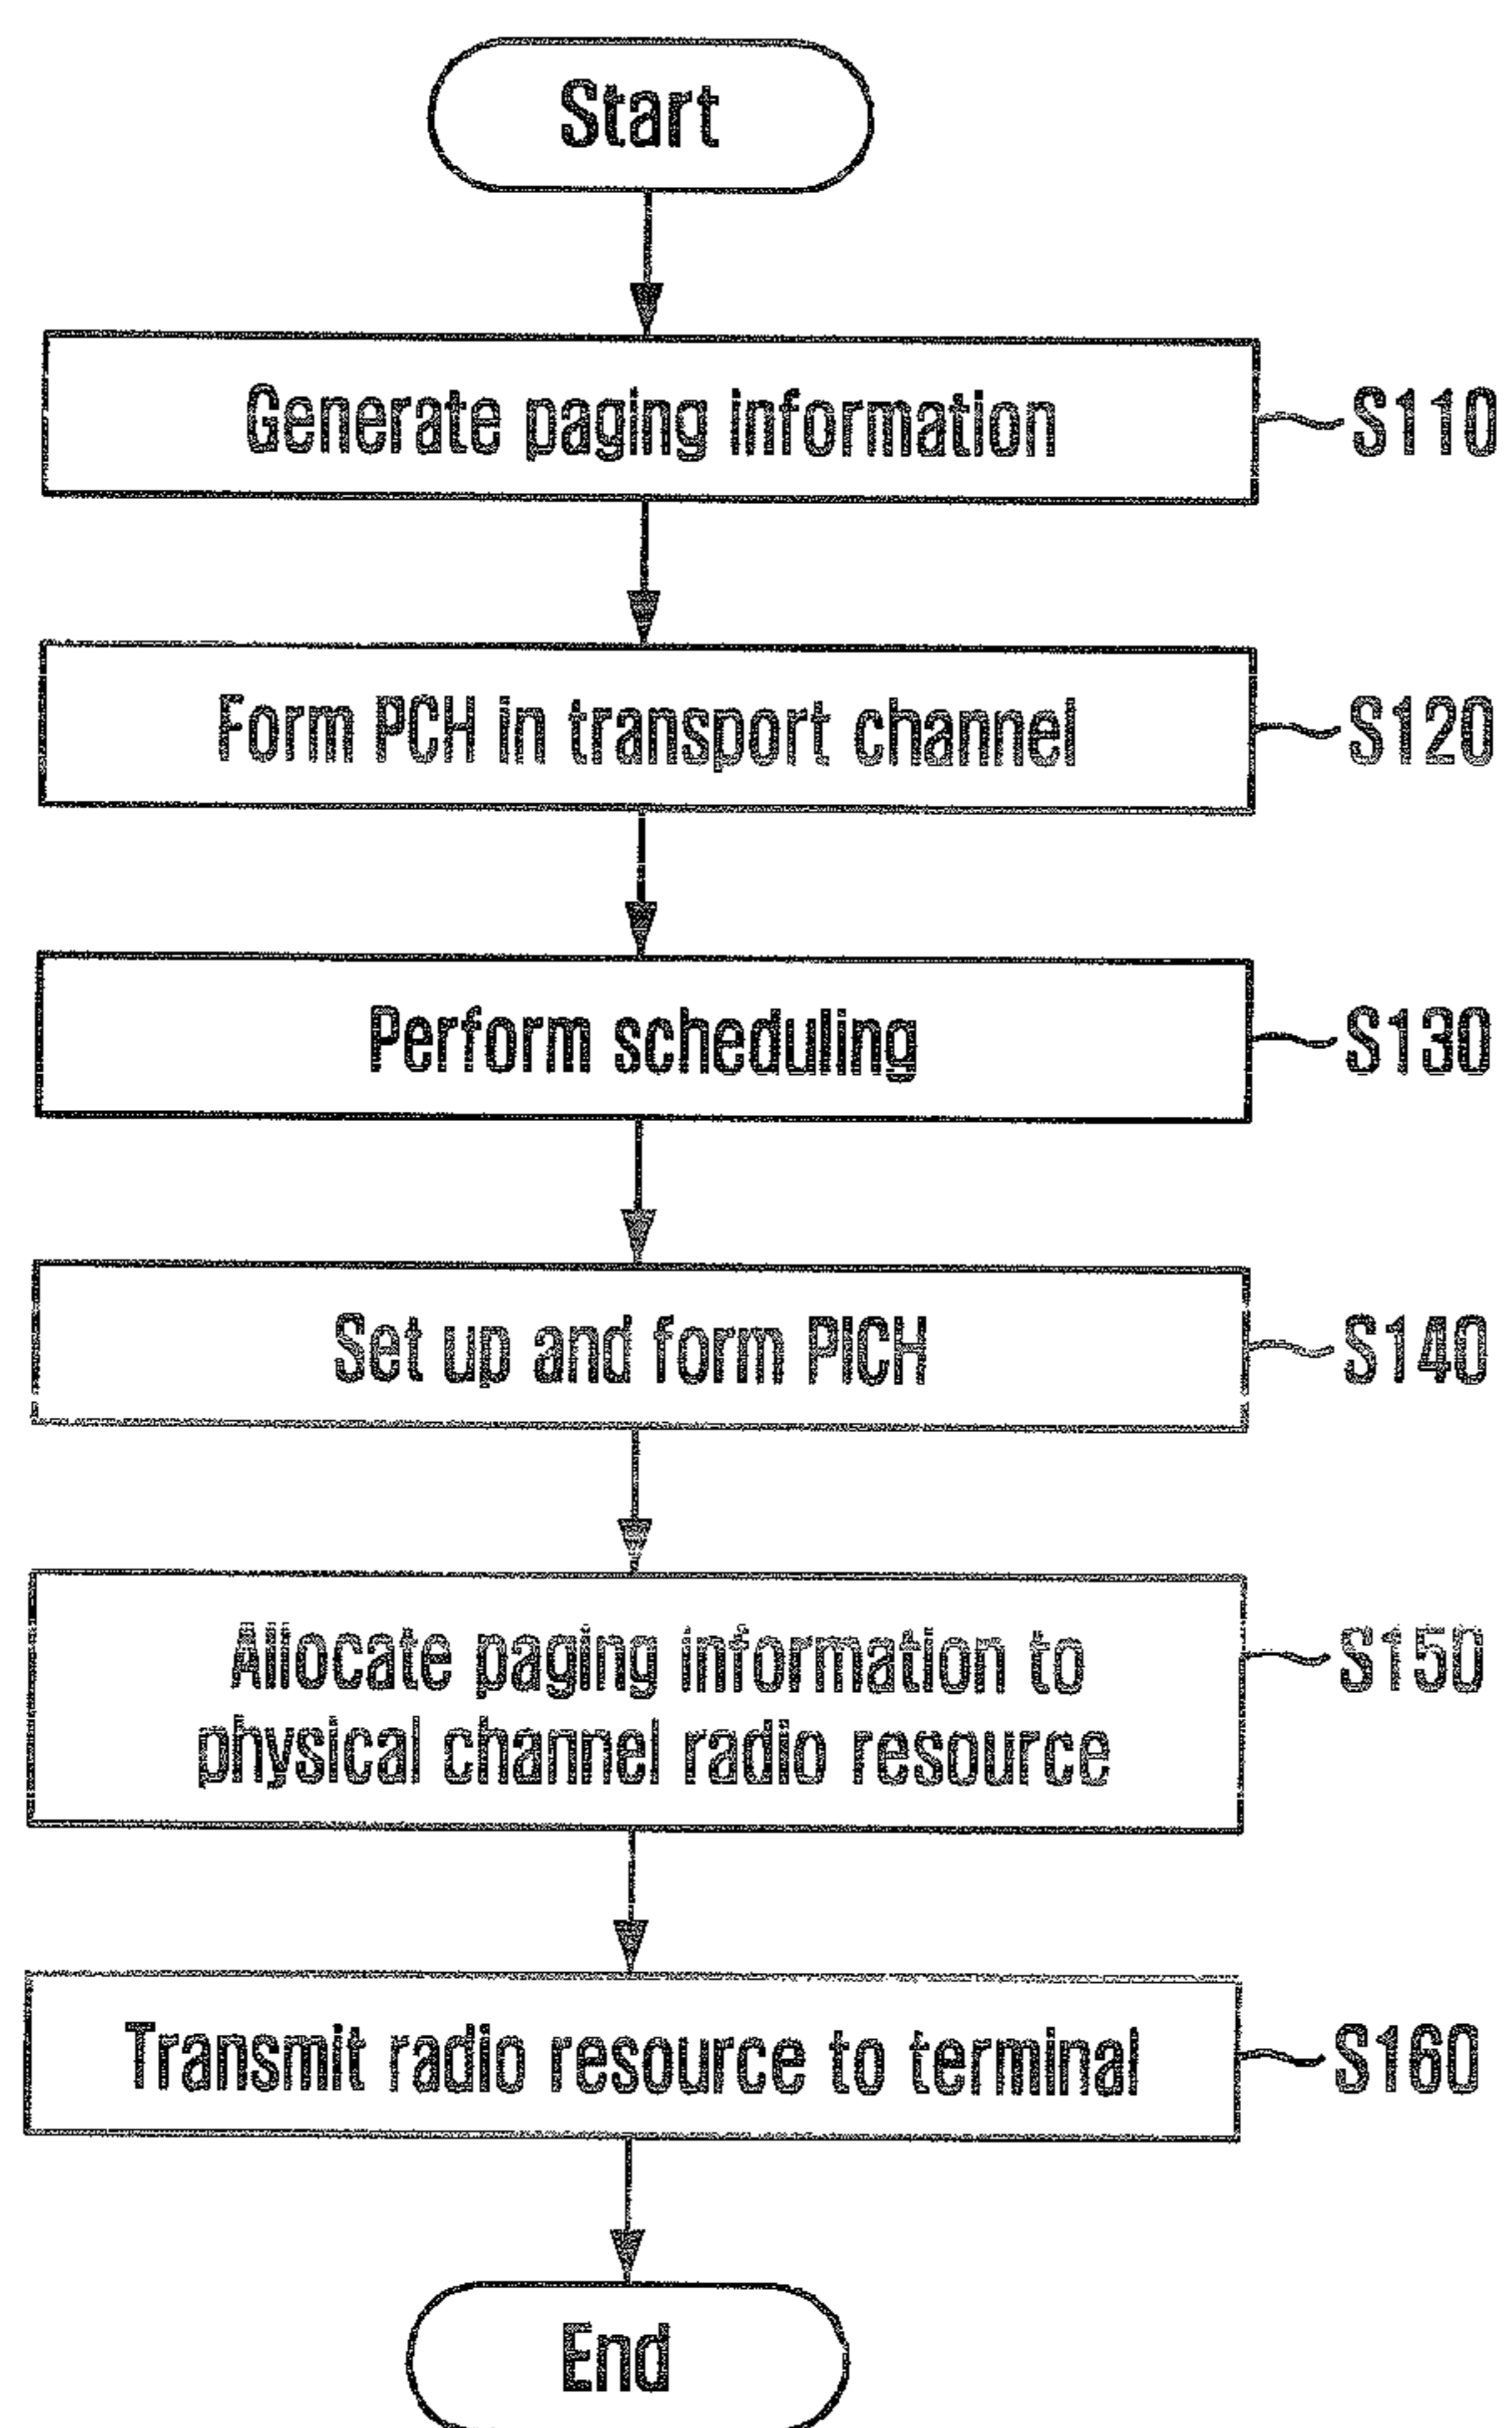 Start
Generate paging information
S110
Form PCH in transport channel
S120
Perform scheduling
S130
Set up and form PICH
S140
Allocate paging information to
physical channel radio resource
S150
Transmit radio resource to terminal
S160
End